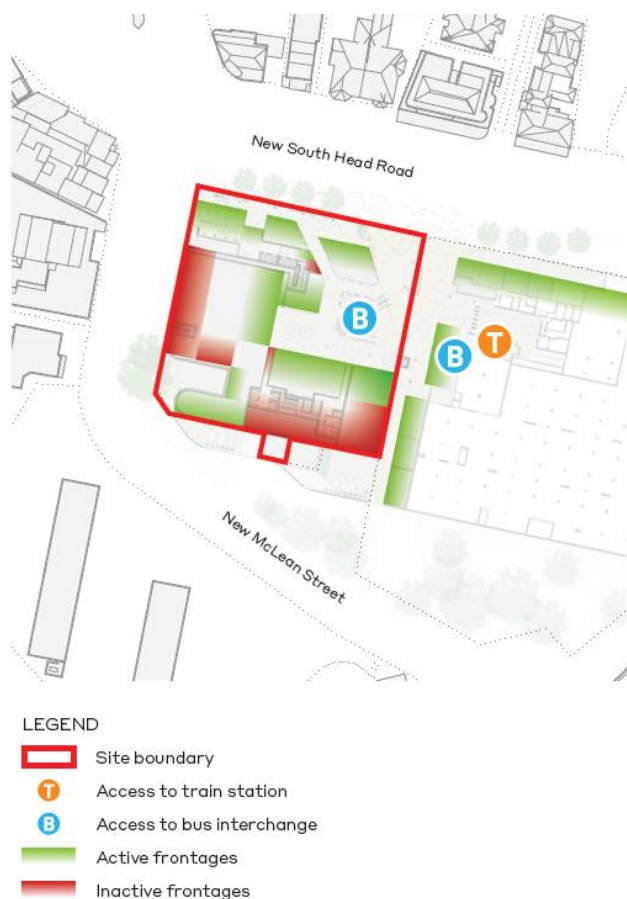 New South Head Road
B
B
T
New McLean Street
LEGEND
Site boundary
T
Access to train station
B
Access to bus interchange
Active frontages
Inactive frontages